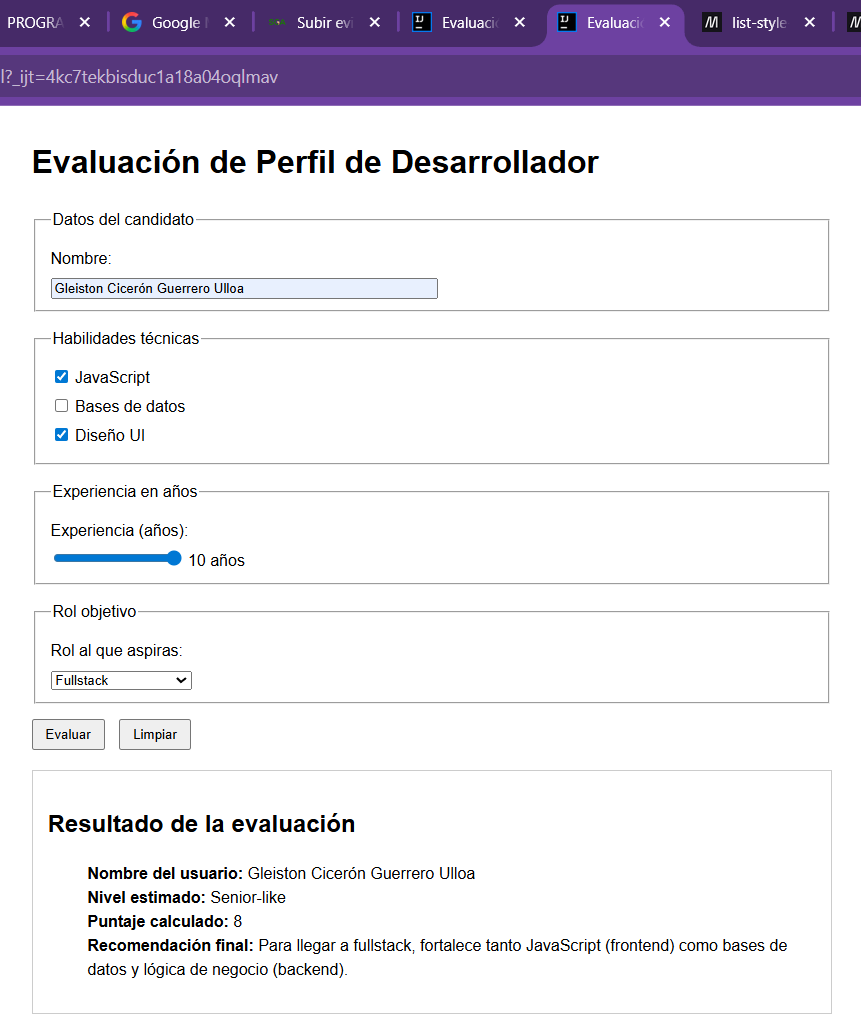 PROGRA
Google
Subir evi
Evaluaci
Evaluaci
list-style
l?_ijt=4kc7tekbisduc1a18a04oqlmav
Evaluación de Perfil de Desarrollador
Datos del candidato
Nombre:
Gleiston Cicerón Guerrero Ulloa
Habilidades técnicas
JavaScript
Bases de datos
Diseño UI
Experiencia en años
Experiencia (años):
10 años
Rol objetivo
Rol al que aspiras:
Fullstack
Evaluar
Limpiar
Resultado de la evaluación
Nombre del usuario: Gleiston Cicerón Guerrero Ulloa
Nivel estimado: Senior-like
Puntaje calculado: 8
Recomendación final: Para llegar a fullstack, fortalece tanto JavaScript (frontend) como bases de
datos y lógica de negocio (backend).